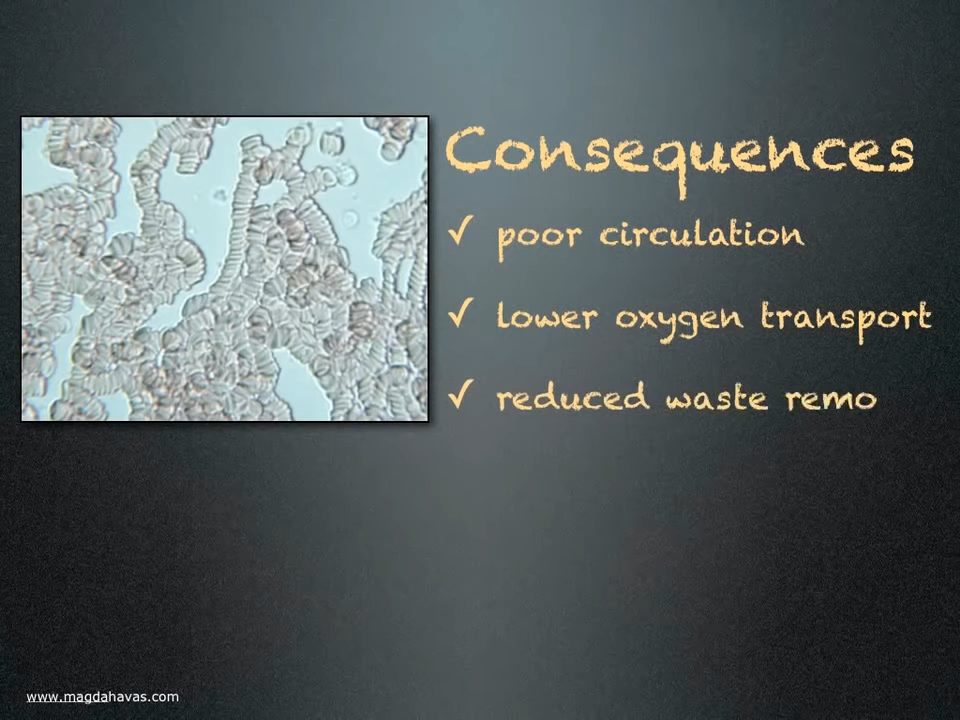 Consequences
✓ poor circulation
✓ lower oxygen transport
✓ reduced waste remo
www.magdahavas.com